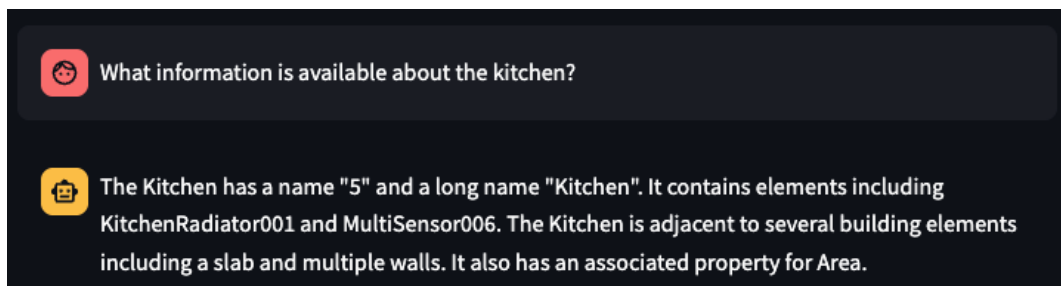 What information is available about the kitchen?
The Kitchen has a name "5" and a long name "Kitchen". It contains elements including
KitchenRadiator001 and MultiSensor006. The Kitchen is adjacent to several building elements
including a slab and multiple walls. It also has an associated property for Area.